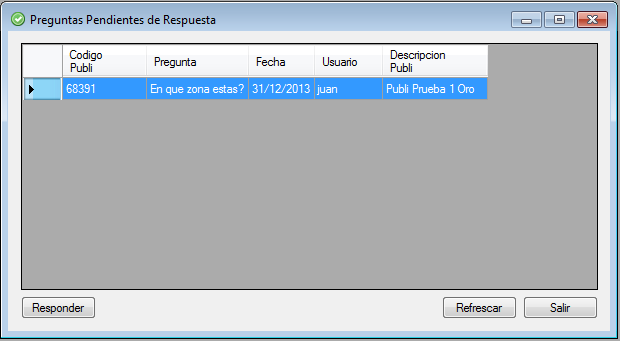 Preguntas Pendientes de Respuesta
Codigo Publi Pregunta Fecha Usuario Descripcion Publi
68391 En que zona estas? 31/12/2013 juan Publi Prueba 1 Oro
Responder Refrescar Salir